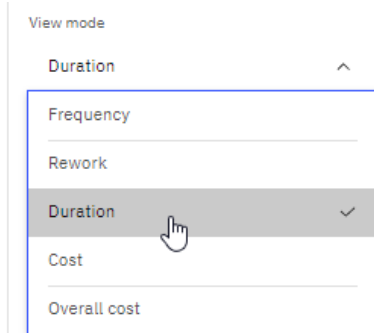 View mode
Duration
Frequency
Rework
Duration
Cost
Overall cost